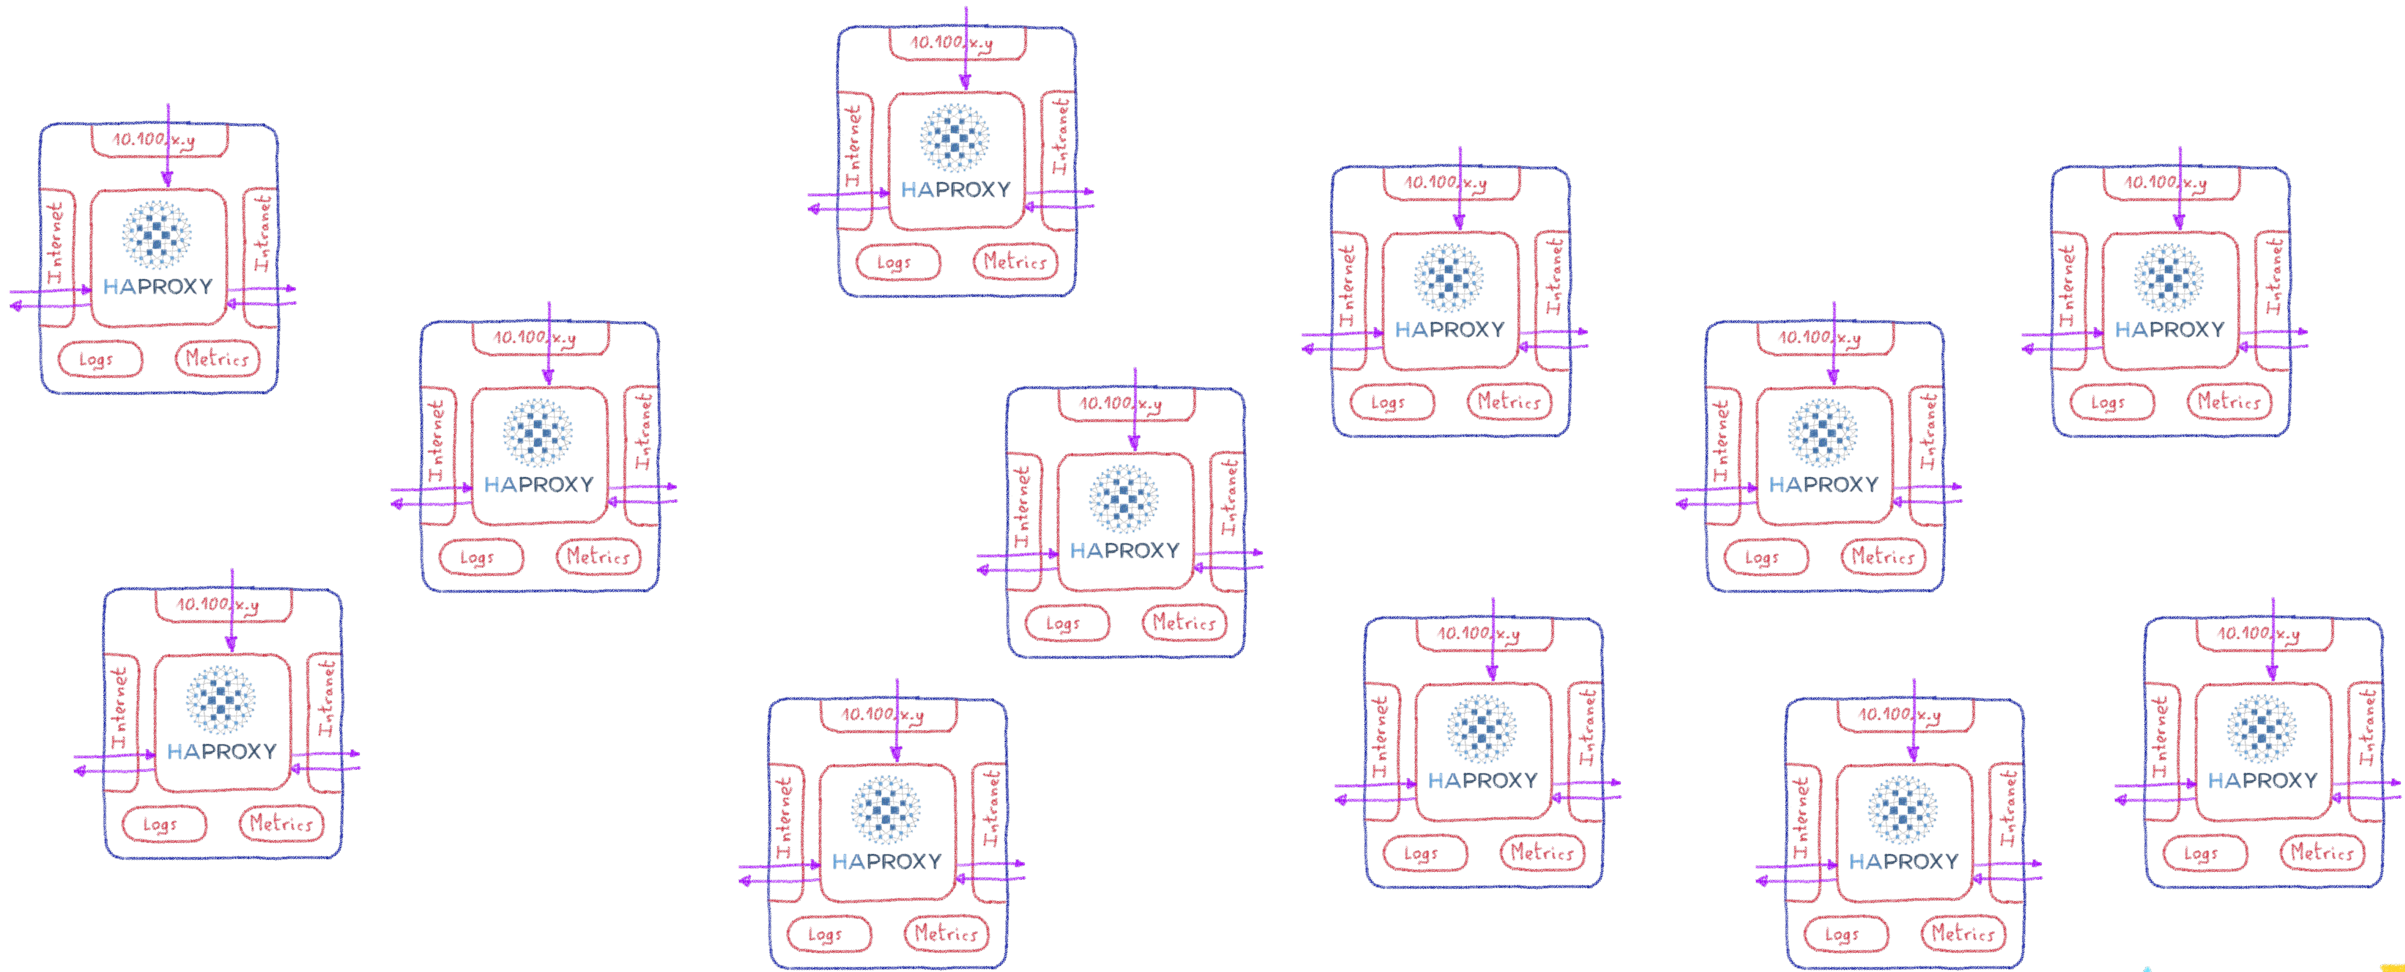 10.100.x.y
Internet
Intranet
HAPROXY
Logs
Metrics
10.100.x.y
Internet
Intranet
HAPROXY
Logs
Metrics
10.100.x.y
Internet
Intranet
HAPROXY
Logs
Metrics
10.100.x.y
Internet
Intranet
HAPROXY
Logs
Metrics
10.100.x.y
Internet
Intranet
HAPROXY
Logs
Metrics
10.100.x.y
Internet
Intranet
HAPROXY
Logs
Metrics
10.100.x.y
Internet
Intranet
HAPROXY
Logs
Metrics
10.100.x.y
Internet
Intranet
HAPROXY
Logs
Metrics
10.100.x.y
Internet
Intranet
HAPROXY
Logs
Metrics
10.100.x.y
Internet
Intranet
HAPROXY
Logs
Metrics
10.100.x.y
Internet
Intranet
HAPROXY
Logs
Metrics
10.100.x.y
Internet
Intranet
HAPROXY
Logs
Metrics